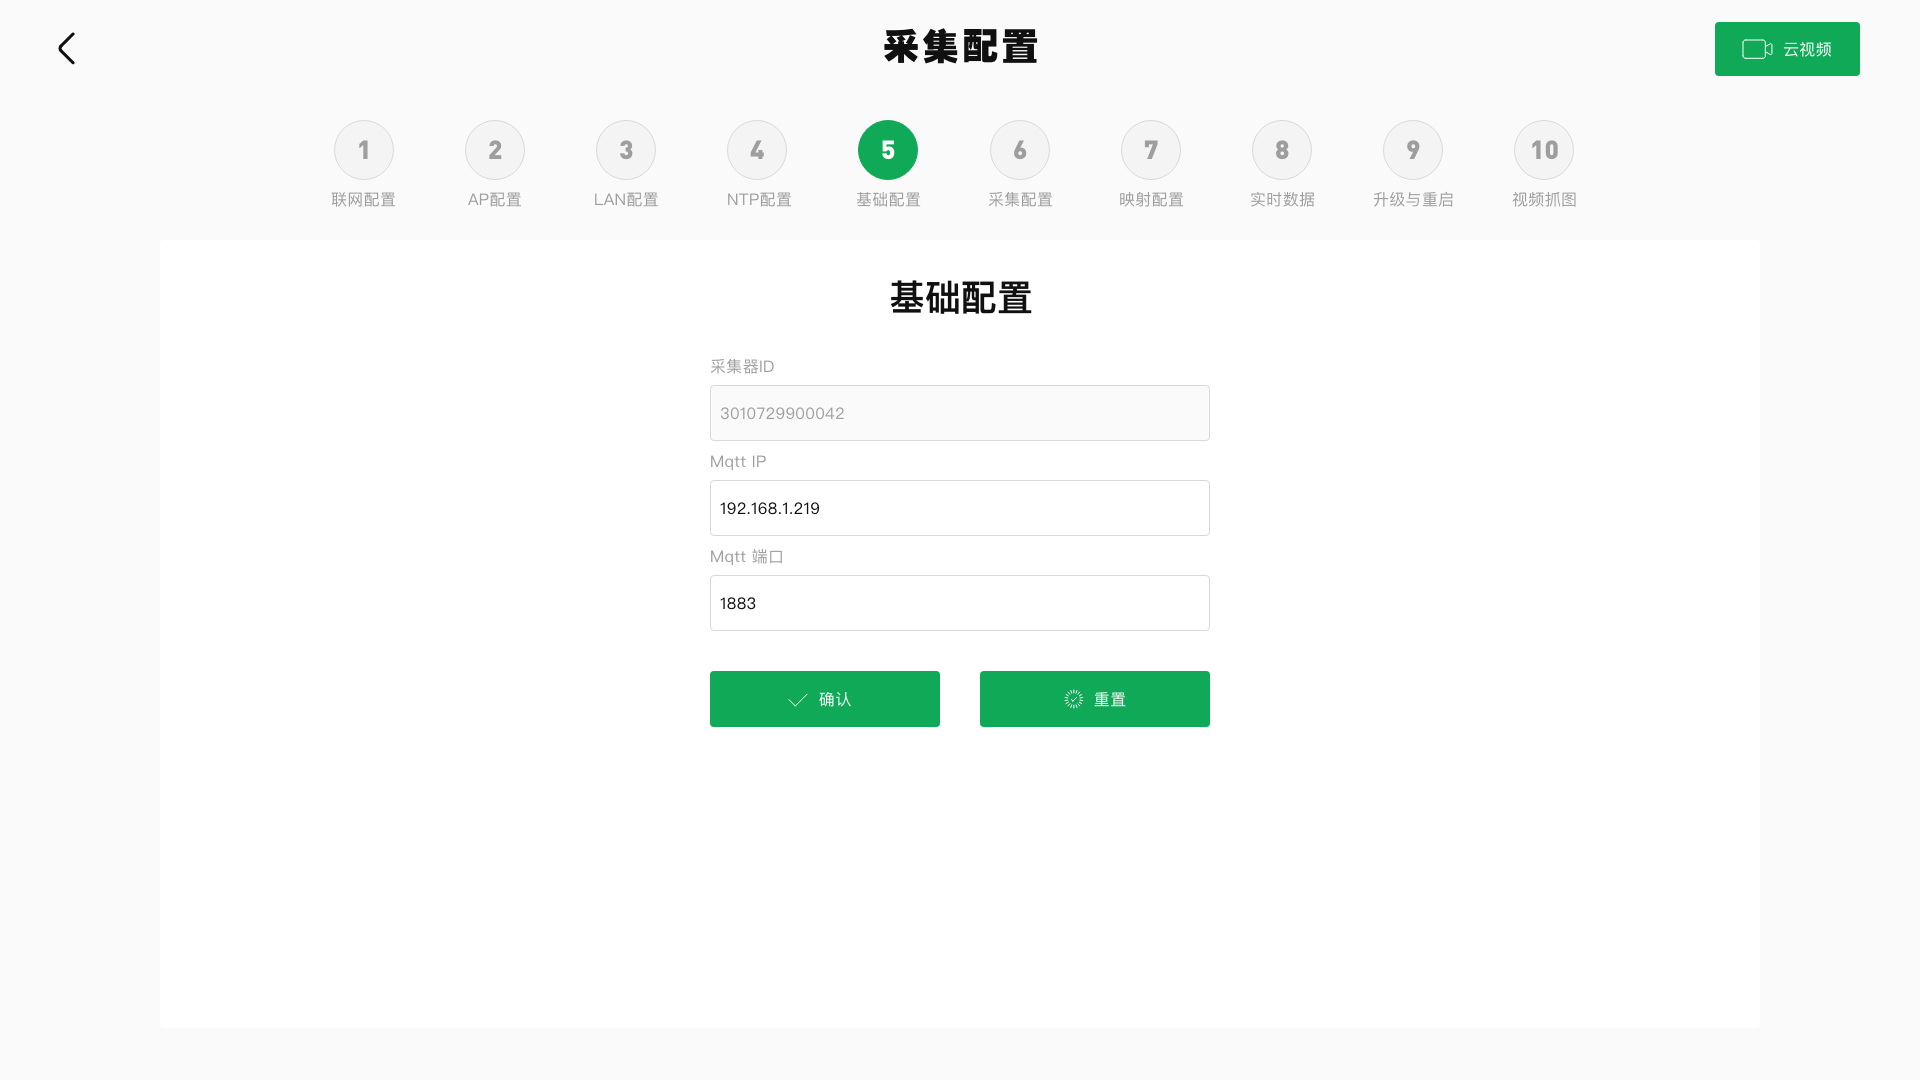 采集配置
云视频
1
2
3
4
5
6
7
8
9
10
联网配置
AP配置
LAN配置
NTP配置
基础配置
采集配置
映射配置
实时数据
升级与重启
视频抓图
基础配置
采集器ID
3010729900042
Mqtt IP
192.168.1.219
Mqtt 端口
1883
确认
重置